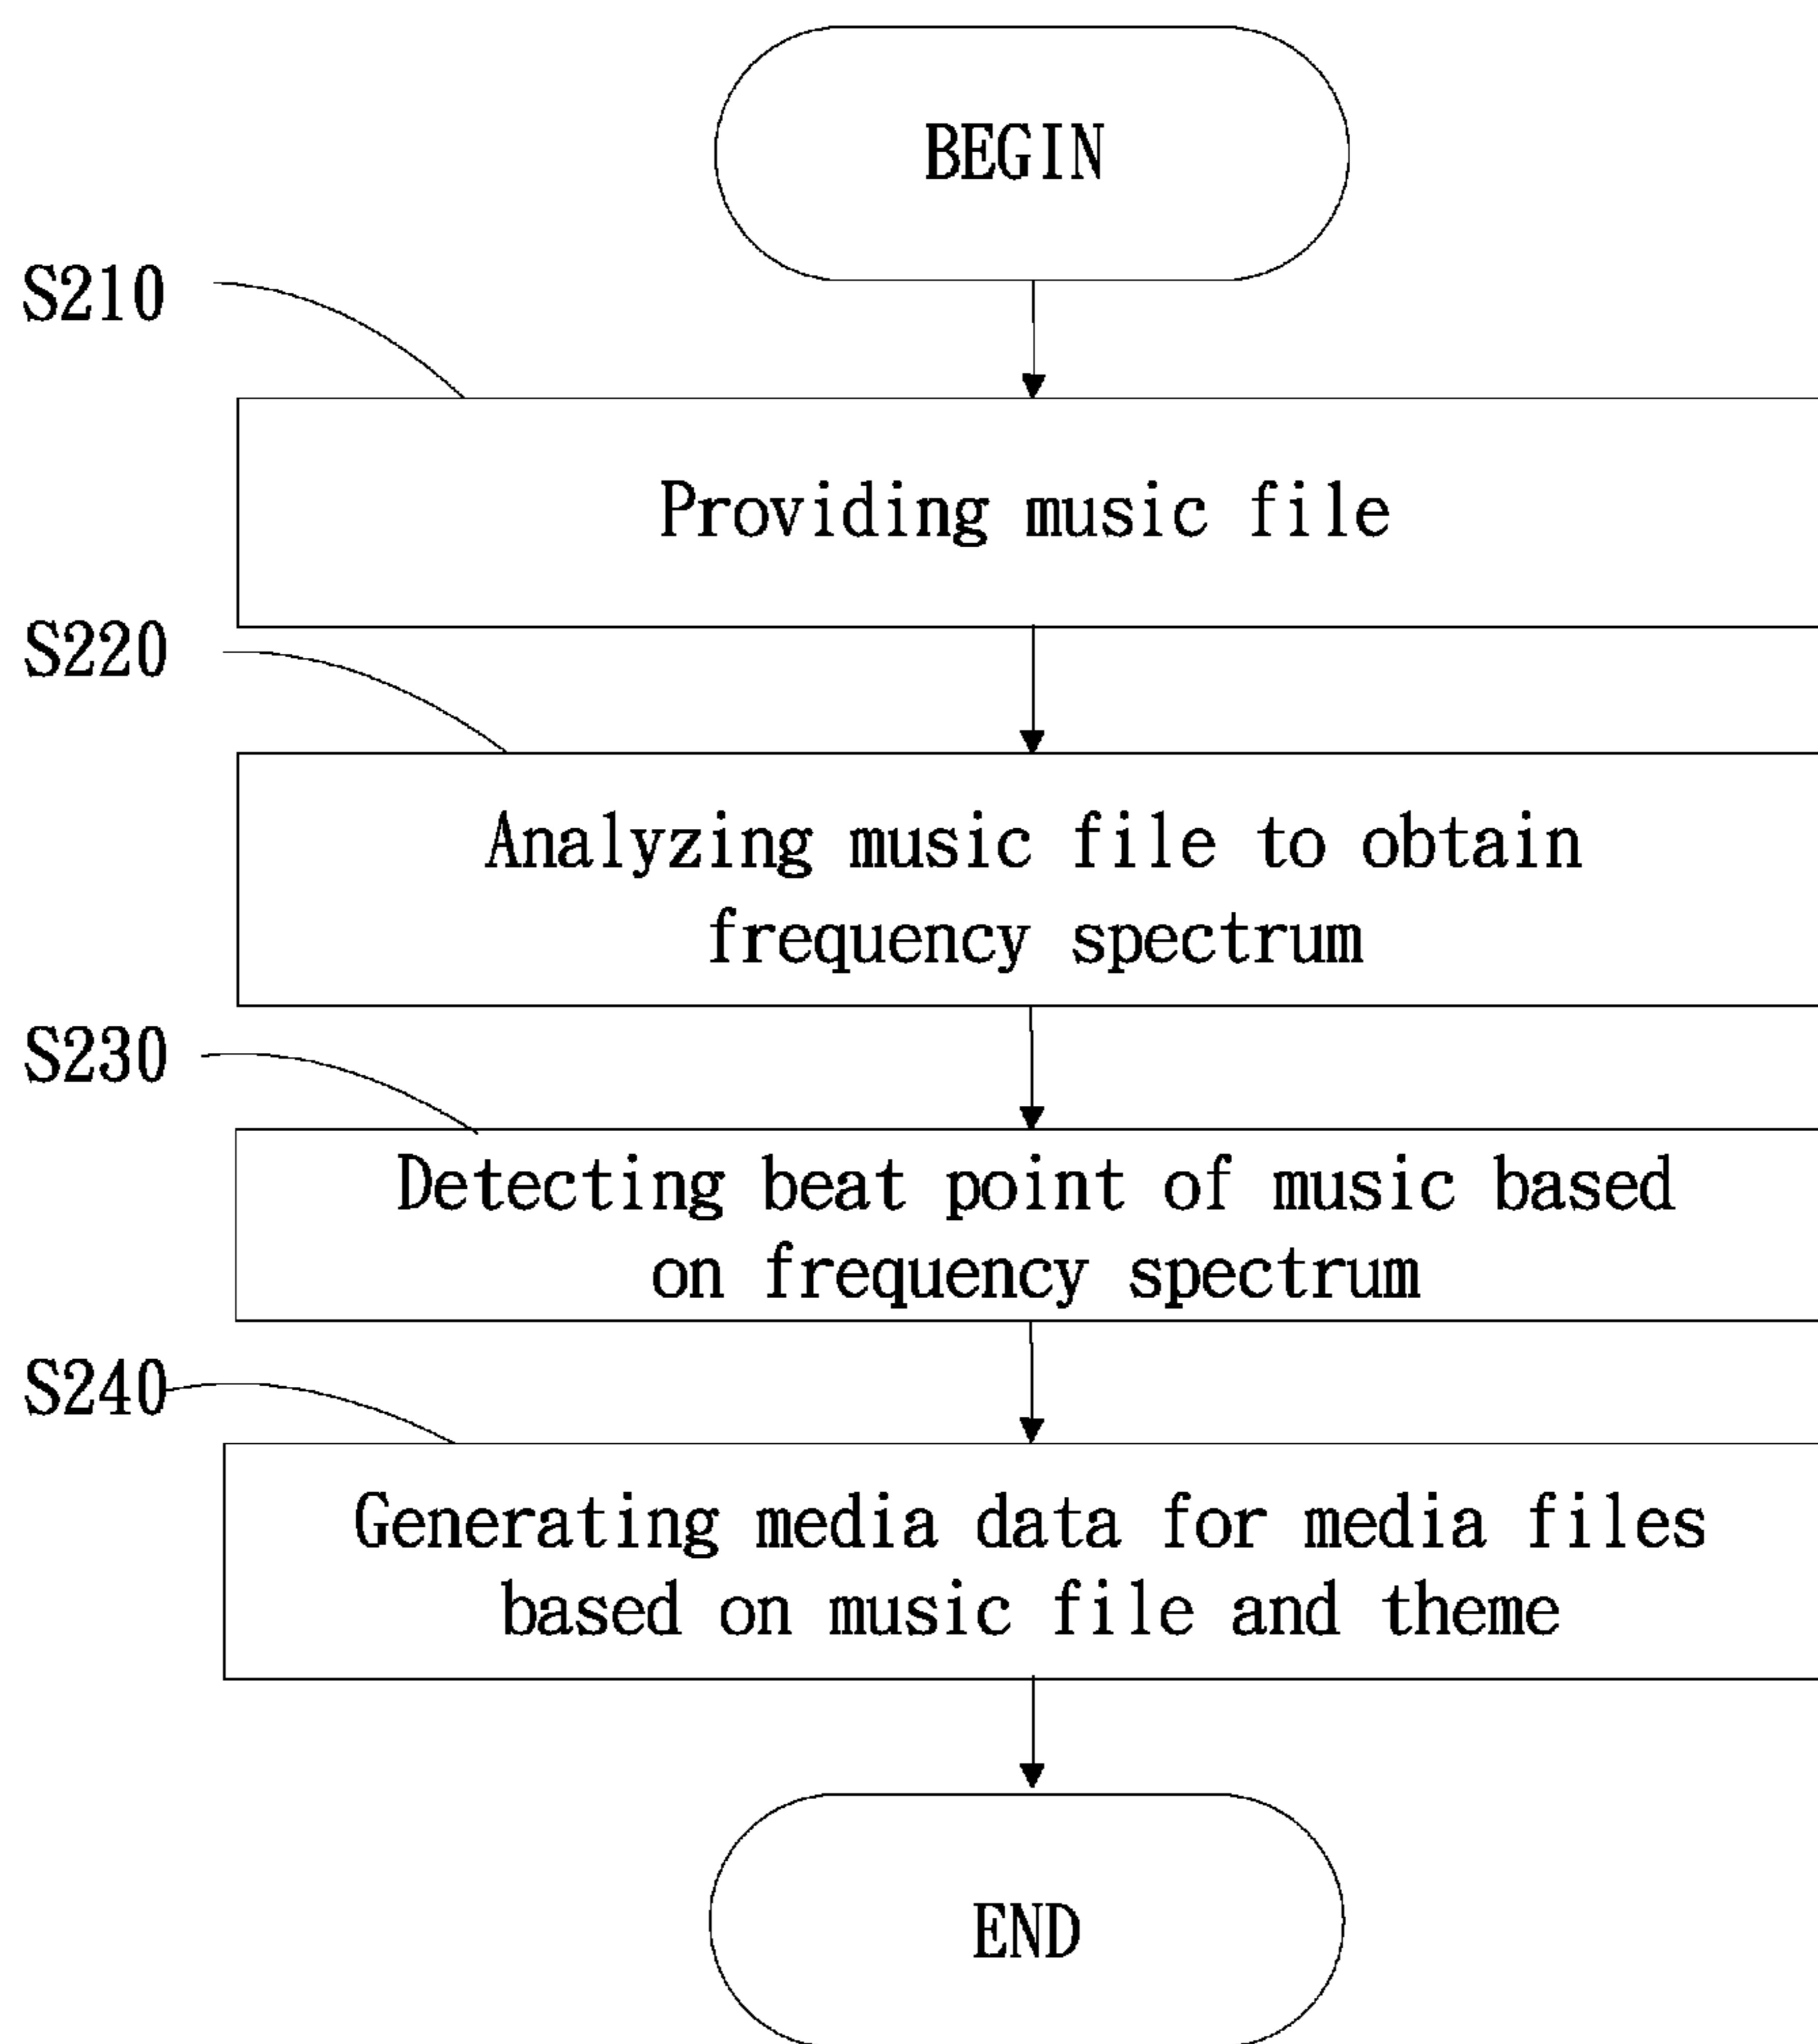 BEGIN
S210
Providing music file
S220
Analyzing music file to obtain
frequency spectrum
S230
Detecting beat point of music based
on frequency spectrum
S240
Generating media data for media files
based on music file and theme
END